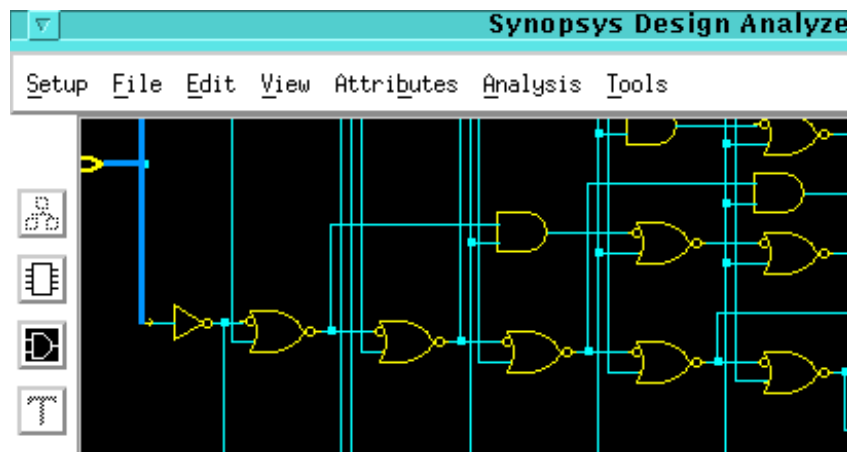 Synopsys Design Analyze
Setup File Edit View Attributes Analysis Tools